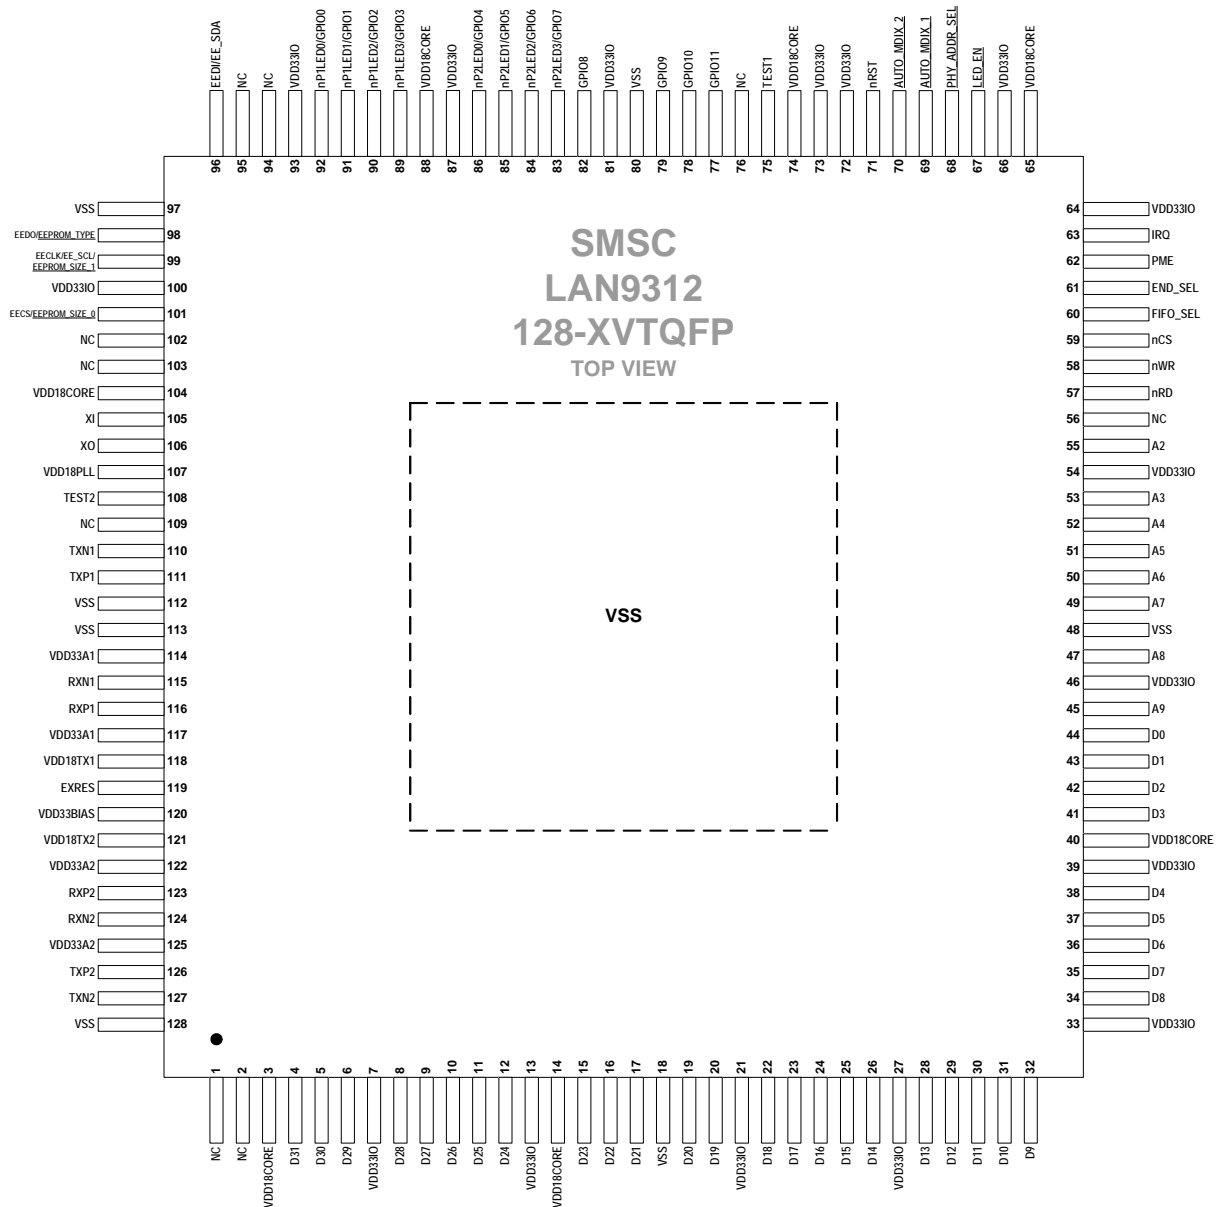 EEDI/EE_SDA
NC
NC
VDD33IO
nP1LED0/GPIO0
nP1LED1/GPIO1
nP1LED2/GPIO2
nP1LED3/GPIO3
VDD18CORE
VDD33IO
nP2LED0/GPIO4
nP2LED1/GPIO5
nP2LED2/GPIO6
nP2LED3/GPIO7
GPIO8
VDD33IO
VSS
GPIO9
GPIO10
GPIO11
NC
TEST1
VDD18CORE
VDD33IO
VDD33IO
nRST
AUTO_MDIX_2
AUTO_MDIX_1
PHY_ADDR_SEL
LED_EN
VDD33IO
VDD18CORE
96 95 94 93 92 91 90 89 88 87 86 85 84 83 82 81 80 79 78 77 76 75 74 73 72 71 70 69 68 67 66 65
SMSC
LAN9312
128-XVTQFP
TOP VIEW
VSS
VSS 97
EEDO/EEPROM_TYPE 98
EECLK/EE_SCL/
EEPROM_SIZE_1 99
VDD33IO 100
EECS/EEPROM_SIZE_0 101
NC 102
NC 103
VDD18CORE 104
XI 105
XO 106
VDD18PLL 107
TEST2 108
NC 109
TXN1 110
TXP1 111
VSS 112
VSS 113
VDD33A1 114
RXN1 115
RXP1 116
VDD33A1 117
VDD18TX1 118
EXRES 119
VDD33BIAS 120
VDD18TX2 121
VDD33A2 122
RXP2 123
RXN2 124
VDD33A2 125
TXP2 126
TXN2 127
VSS 128
64 VDD33IO
63 IRQ
62 PME
61 END_SEL
60 FIFO_SEL
59 nCS
58 nWR
57 nRD
56 NC
55 A2
54 VDD33IO
53 A3
52 A4
51 A5
50 A6
49 A7
48 VSS
47 A8
46 VDD33IO
45 A9
44 D0
43 D1
42 D2
41 D3
40 VDD18CORE
39 VDD33IO
38 D4
37 D5
36 D6
35 D7
34 D8
33 VDD33IO
1 2 3 4 5 6 7 8 9 10 11 12 13 14 15 16 17 18 19 20 21 22 23 24 25 26 27 28 29 30 31 32
NC
NC
VDD18CORE
D31
D30
D29
VDD33IO
D28
D27
D26
D25
D24
VDD33IO
VDD18CORE
D23
D22
D21
VSS
D20
D19
VDD33IO
D18
D17
D16
D15
D14
VDD33IO
D13
D12
D11
D10
D9